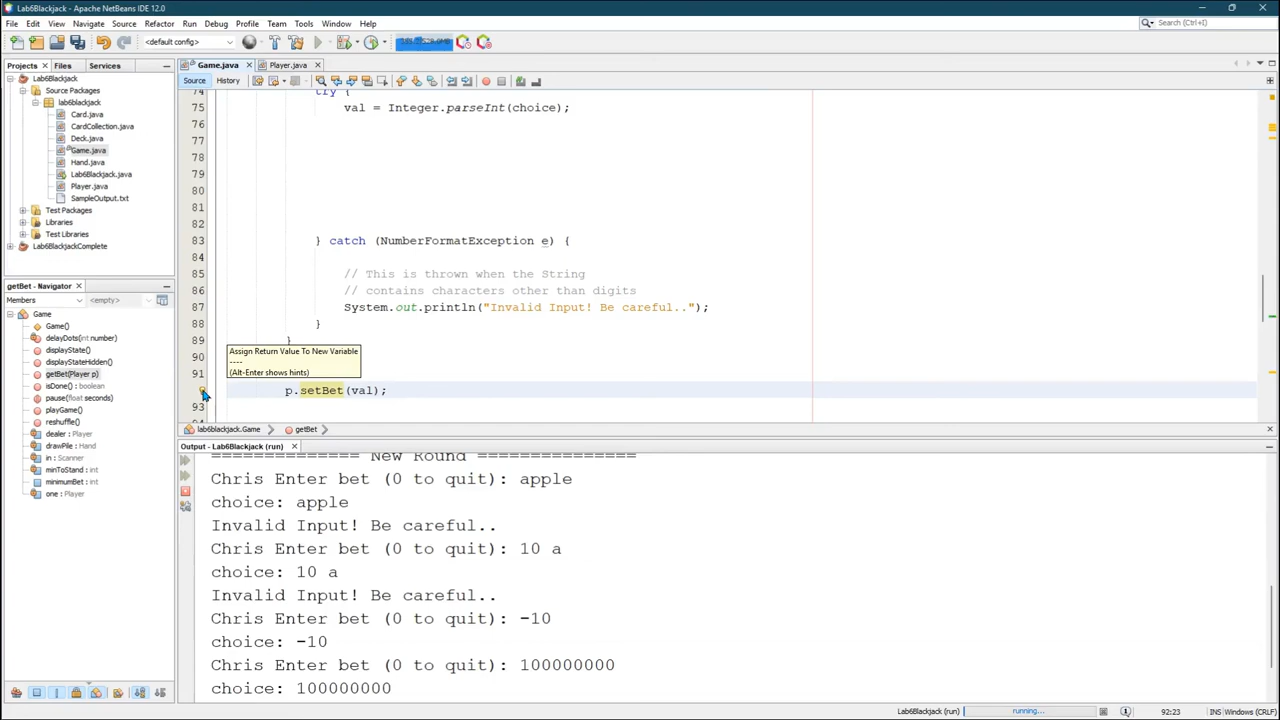 Lab6Blackjack - Apache NetBeans IDE 12.0
File Edit View Navigate Source Refactor Run Debug Profile Team Tools Window Help
Search (Ctrl+I)
<default config>
Projects Files Services
Game.java Player.java
Source History
Lab6Blackjack
Source Packages
lab6blackjack
Card.java
CardCollection.java
Deck.java
Game.java
Hand.java
Lab6Blackjack.java
Player.java
SampleOutput.txt
Test Packages
Libraries
Test Libraries
Lab6BlackjackComplete
getBet - Navigator
Members <empty>
Game
Game()
delayDots(int number)
displayState()
displayStateHidden()
getBet(Player p)
isDone() : boolean
pause(float seconds)
playGame()
reshuffle()
dealer : Player
drawPile : Hand
in : Scanner
minToStand : int
minimumBet : int
one : Player
74 try {
75 val = Integer.parseInt(choice);
76
77
78
79
80
81
82
83 } catch (NumberFormatException e) {
84
85 // This is thrown when the String
86 // contains characters other than digits
87 System.out.println("Invalid Input! Be careful..");
88 }
89 }
90
91
Assign Return Value To New Variable
----
(Alt-Enter shows hints)
p.setBet(val);
93
lab6blackjack.Game getBet
Output - Lab6Blackjack (run)
============== New Round ===============
Chris Enter bet (0 to quit): apple
choice: apple
Invalid Input! Be careful..
Chris Enter bet (0 to quit): 10 a
choice: 10 a
Invalid Input! Be careful..
Chris Enter bet (0 to quit): -10
choice: -10
Chris Enter bet (0 to quit): 100000000
choice: 100000000
Lab6Blackjack (run) running... 92:23 INS Windows (CRLF)